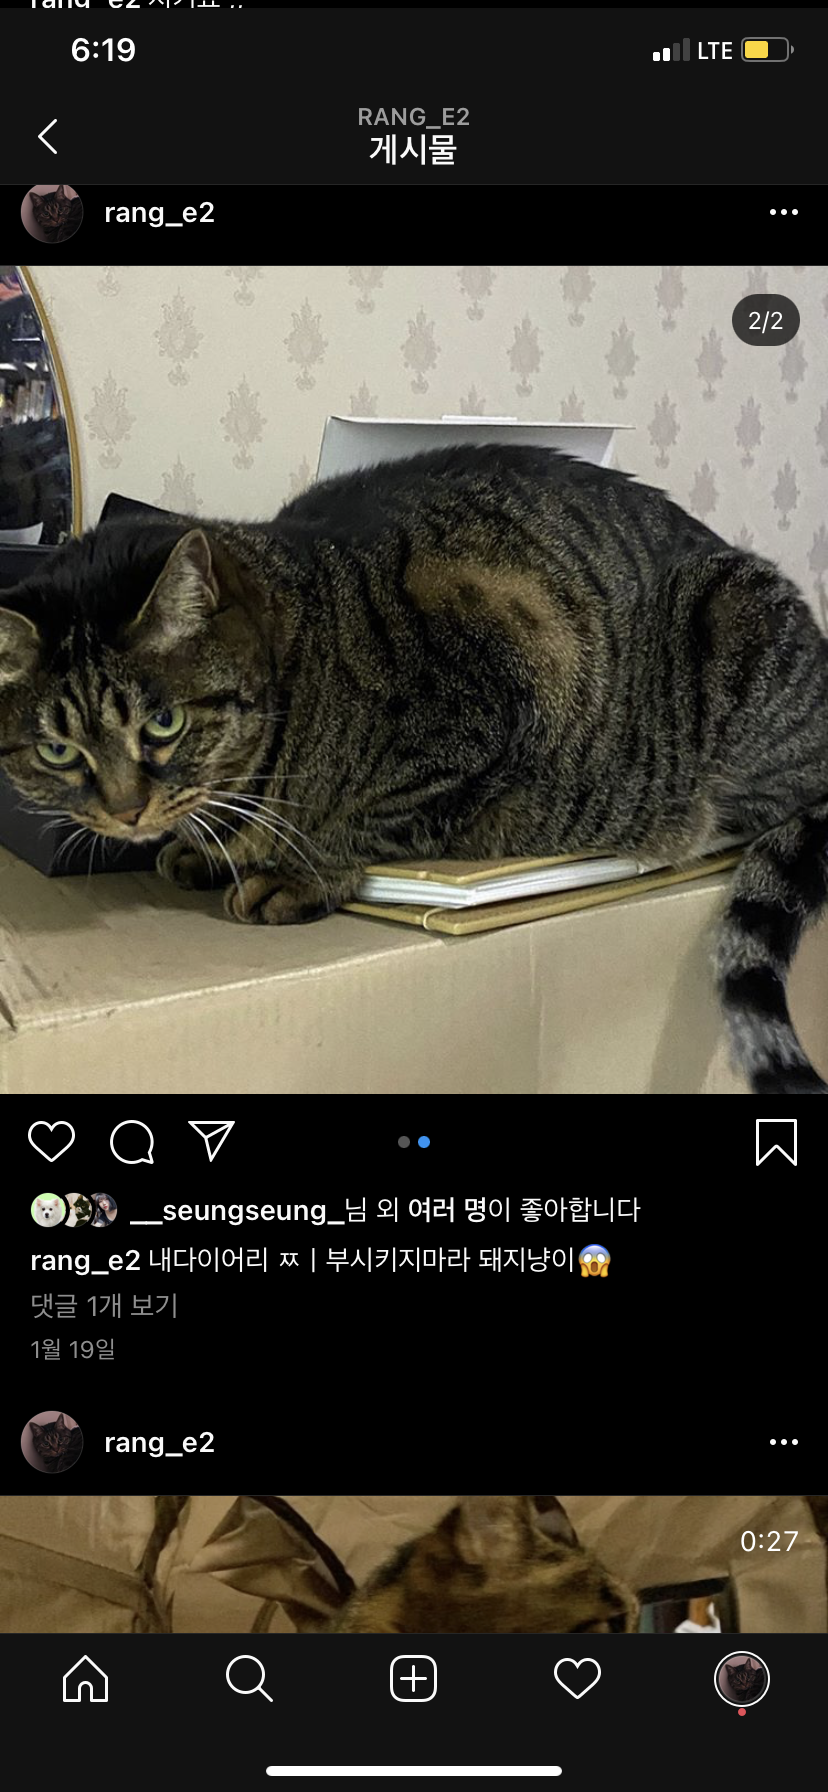 6:19
LTE
RANG_E2
게시물
rang_e2
2/2
__seungseung_님 외 여러 명이 좋아합니다
rang_e2 내다이어리 ㅉㅣ부시키지마라 돼지냥이😱
댓글 1개 보기
1월 19일
rang_e2
0:27